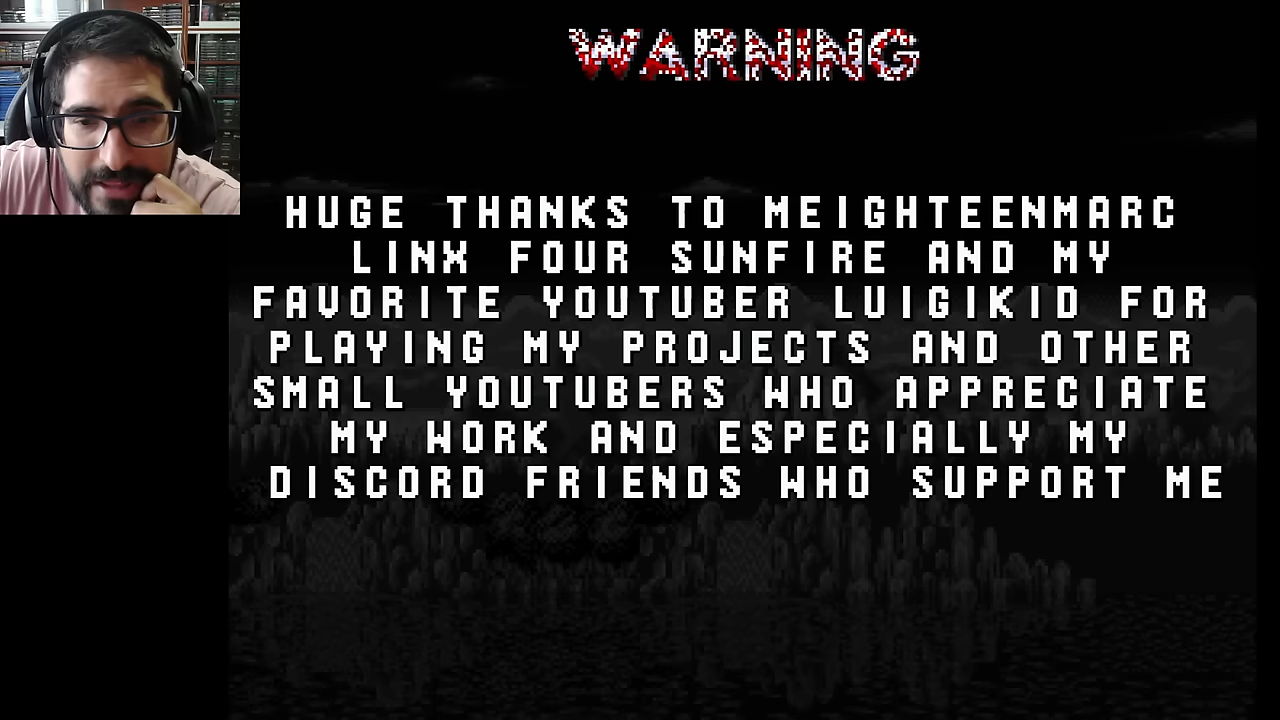 WARNING
HUGE THANKS TO MEIGHTEENMARC
LINX FOUR SUNFIRE AND MY
FAVORITE YOUTUBER LUIGIKID FOR
PLAYING MY PROJECTS AND OTHER
SMALL YOUTUBERS WHO APPRECIATE
MY WORK AND ESPECIALLY MY
DISCORD FRIENDS WHO SUPPORT ME